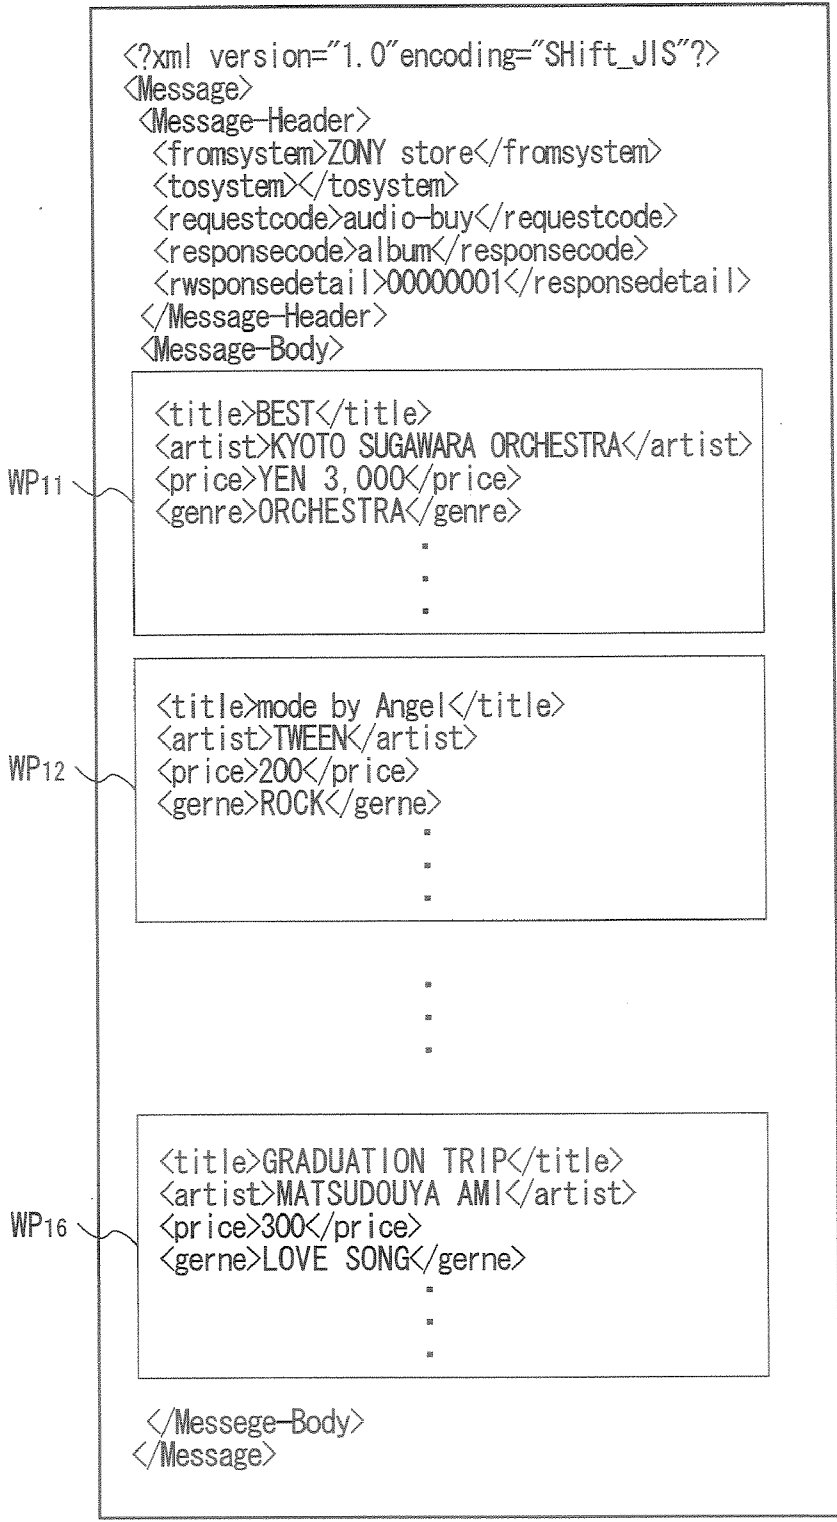 <?xml version="1.0"encoding="SHift_JIS"?>
<Message>
<Message-Header>
<fromsystem>ZONY store</fromsystem>
<tosystem></tosystem>
<requestcode>audio-buy</requestcode>
<responsecode>album</responsecode>
<rwsponsedetail>00000001</responsedetail>
</Message-Header>
<Message-Body>
<title>BEST</title>
<artist>KYOTO SUGAWARA ORCHESTRA</artist>
WP11
<price>YEN 3,000</price>
<genre>ORCHESTRA</genre>
<title>mode by Angel</title>
<artist>TWEEN</artist>
WP12
<price>200</price>
<gerne>ROCK</gerne>
<title>GRADUATION TRIP</title>
<artist>MATSUDOUYA AMI</artist>
WP16
<price>300</price>
<gerne>LOVE SONG</gerne>
</Messege-Body>
</Message>